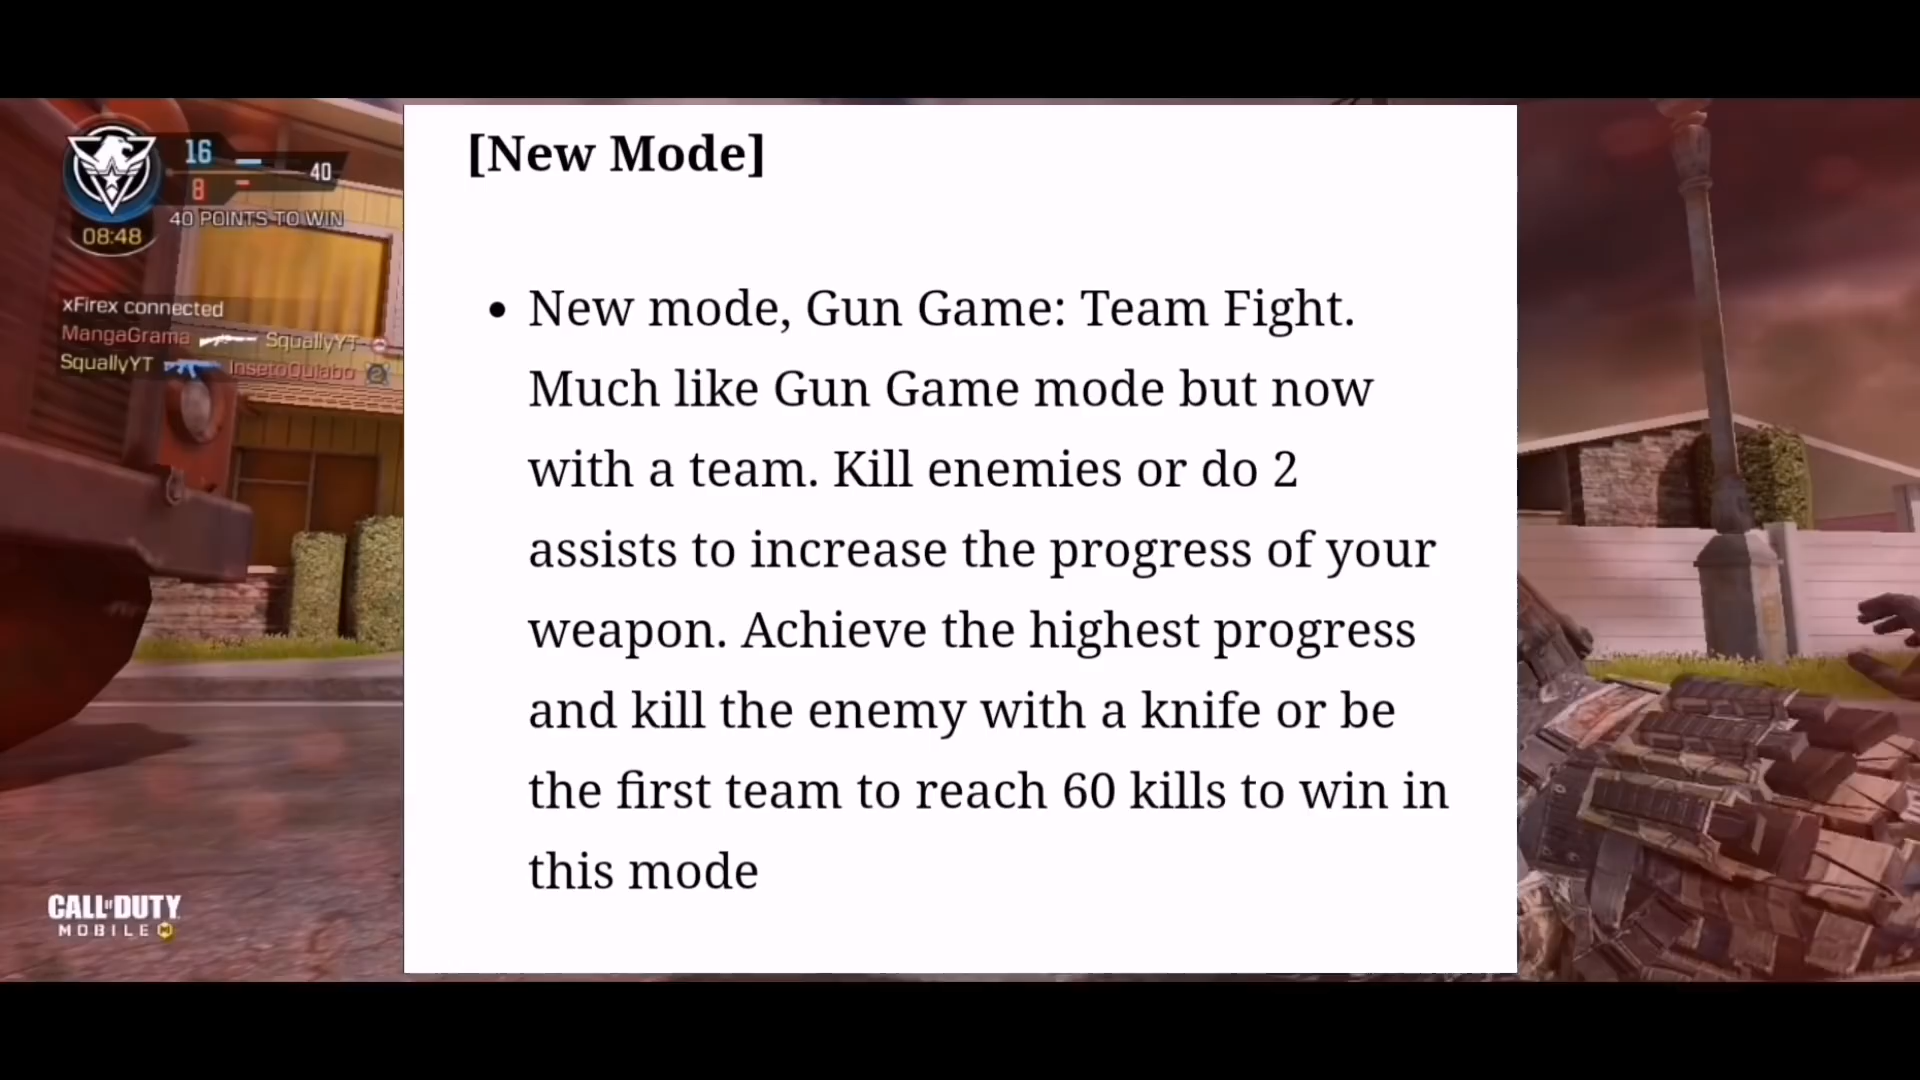 16
8
40
40 POINTS TO WIN
08:48
xFirex connected
MangaGrama SquallyYT
SquallyYT InsetoQuiabo 2
CALL OF DUTY
MOBILE
[New Mode]
• New mode, Gun Game: Team Fight.
Much like Gun Game mode but now
with a team. Kill enemies or do 2
assists to increase the progress of your
weapon. Achieve the highest progress
and kill the enemy with a knife or be
the first team to reach 60 kills to win in
this mode